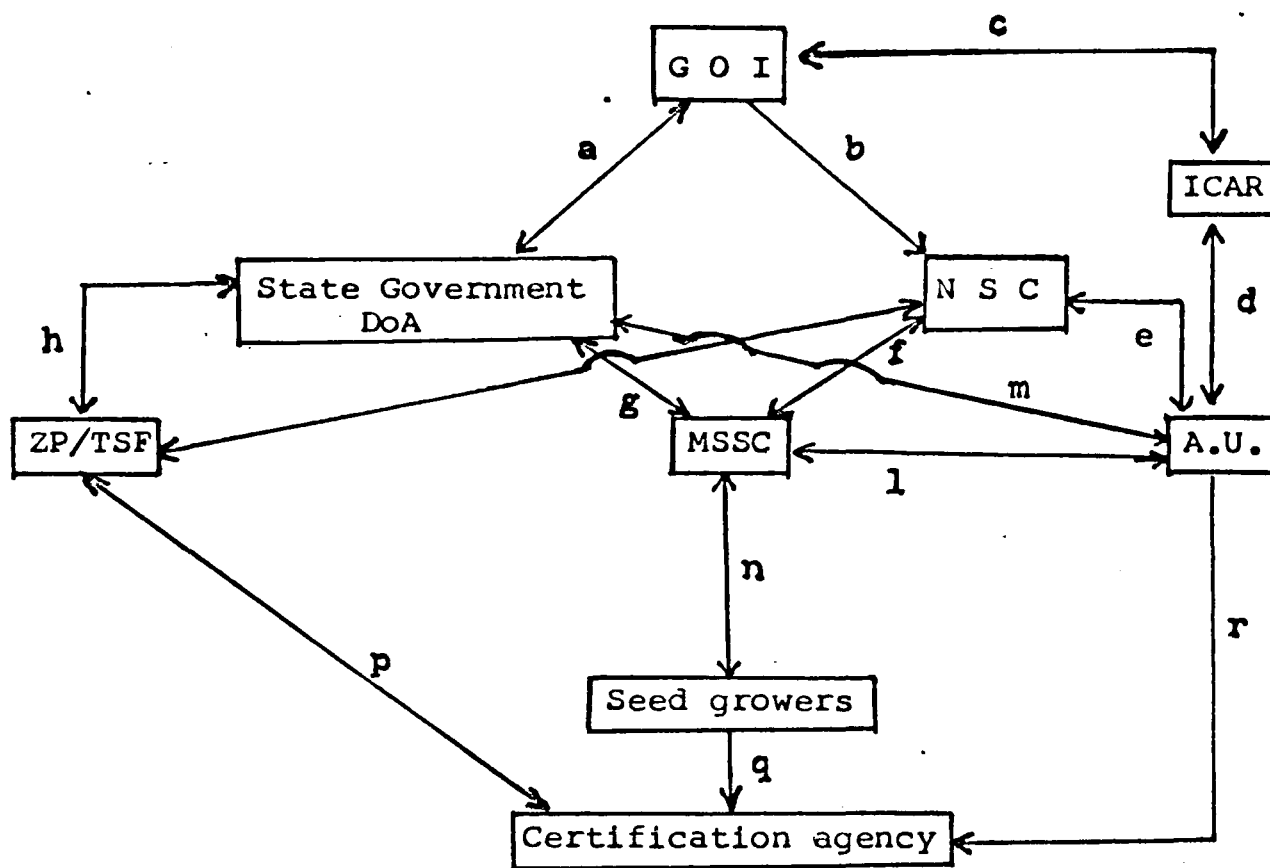 c
G O I
a
b
ICAR
State Government
DoA
N S C
h
d
e
f
g
m
ZP/TSF
MSSC
A.U.
l
n
r
p
Seed growers
q
Certification agency